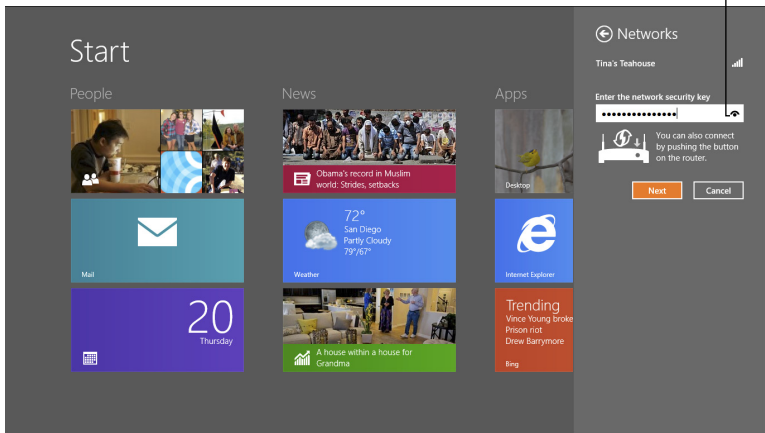 Start
People
News
Obama's record in Muslim
world: Strides, setbacks
Apps
Desktop
Mail
72°
San Diego
Partly Cloudy
79°/67°
Weather
Internet Explorer
20
Thursday
A house within a house for
Grandma
Trending
Vince Young broke
Prison riot
Drew Barrymore
Bing
Networks
Tina's Teahouse
Enter the network security key
You can also connect
by pushing the button
on the router.
Next
Cancel